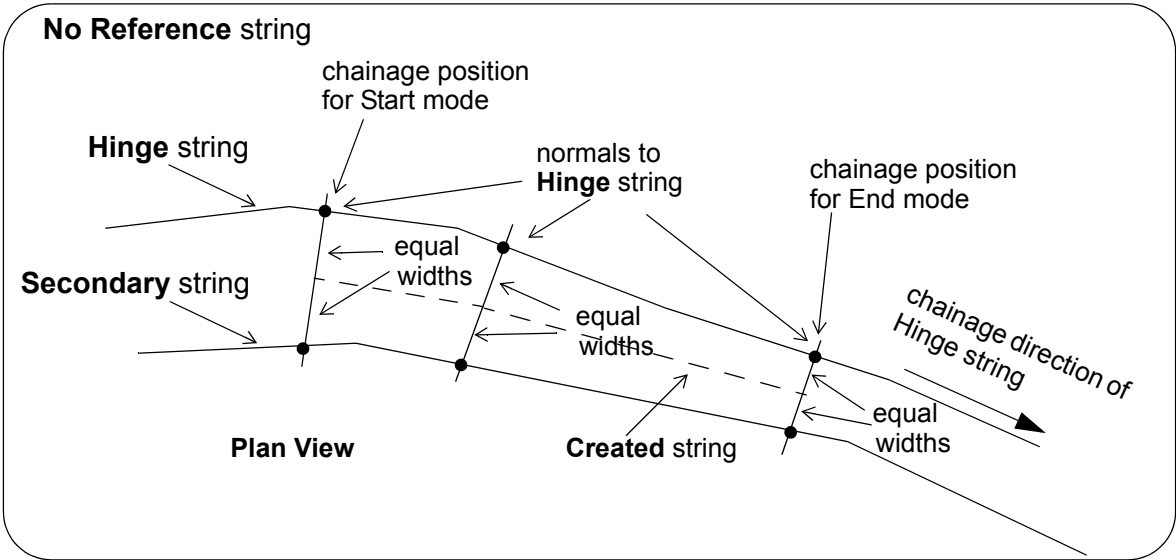 No Reference string
chainage position
for Start mode
Hinge string
normals to
Hinge string
chainage position
for End mode
equal
widths
Secondary string
equal
widths
chainage direction of
Hinge string
equal
widths
Plan View
Created string